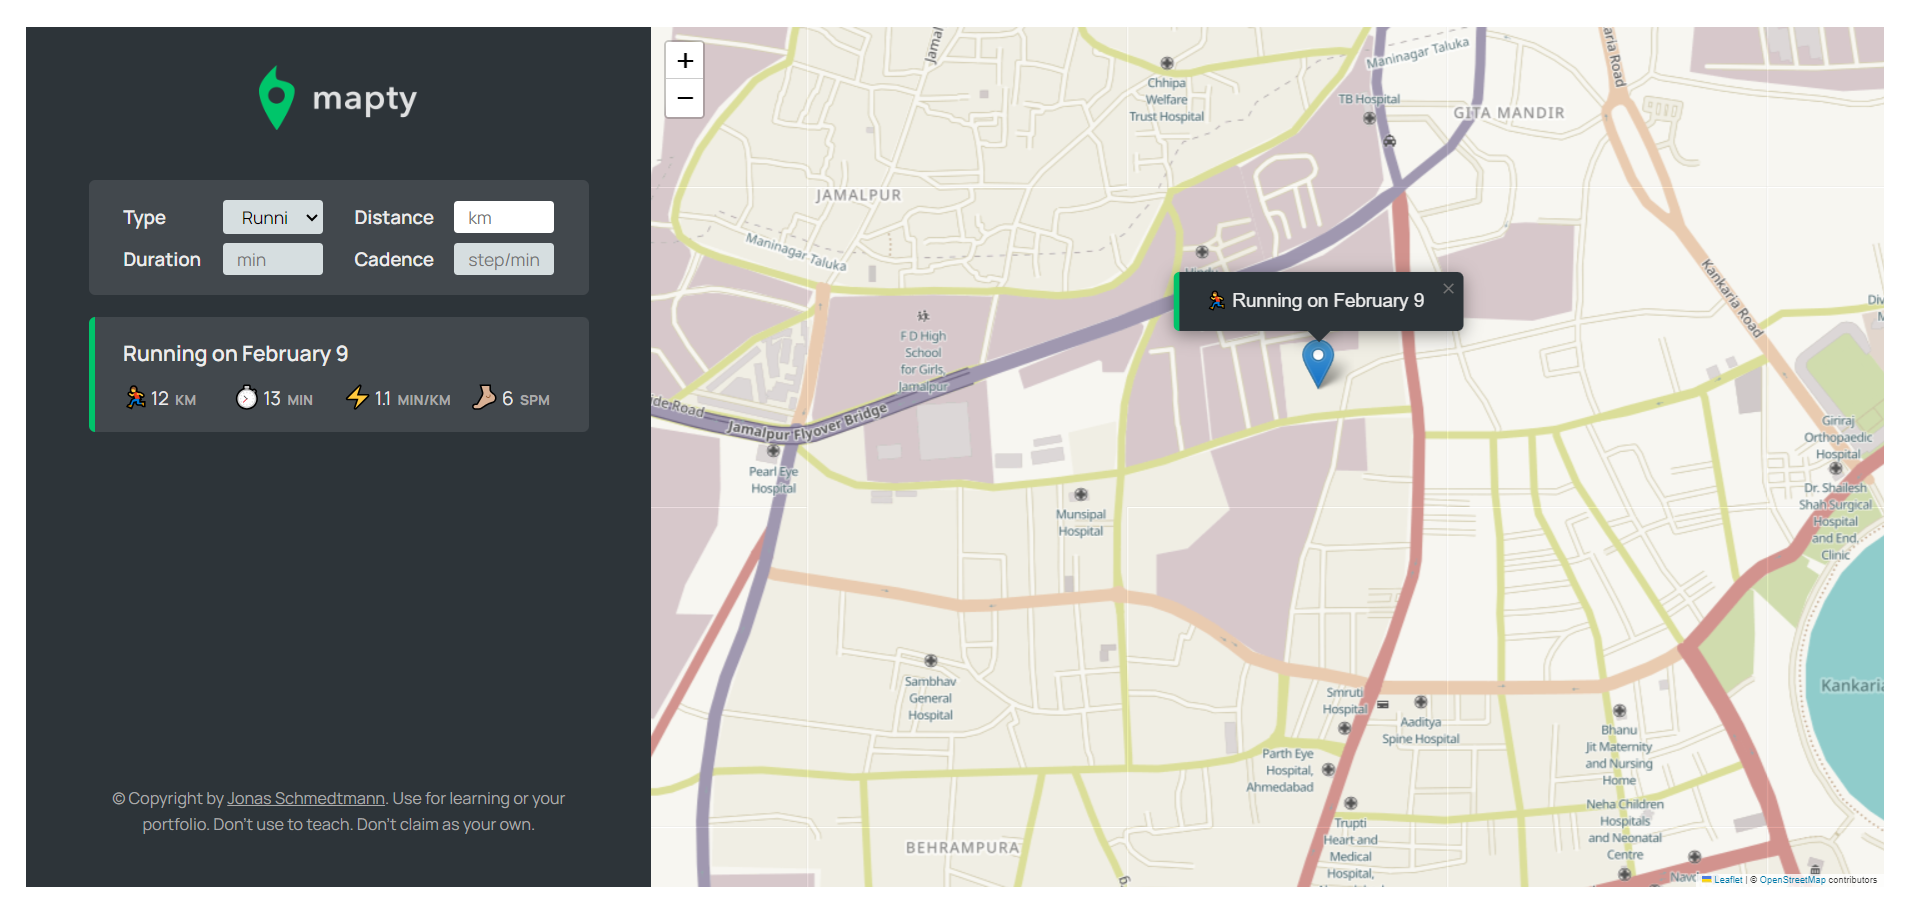 mapty
Type
Runni
Distance
km
Duration
min
Cadence
step/min
Running on February 9
12 KM
13 MIN
1.1 MIN/KM
6 SPM
© Copyright by Jonas Schmedtmann. Use for learning or your
portfolio. Don't use to teach. Don't claim as your own.
+
−
Jamal
Chhipa
Welfare
Trust Hospital
Maninagar Taluka
TB Hospital
GITA MANDIR
aria Road
JAMALPUR
Maninagar Taluka
Running on February 9
×
Kankaria Road
F D High
School
for Girls,
Jamalpur
ide Road
Jamalpur Flyover Bridge
Pearl Eye
Hospital
Munsipal
Hospital
Giriraj
Orthopaedic
Hospital
Dr. Shailesh
Shah Surgical
Hospital
and End,
Clinic
Sambhav
General
Hospital
Kankari
Smruti
Hospital
Aaditya
Spine Hospital
Parth Eye
Hospital,
Ahmedabad
Bhanu
Jit Maternity
and Nursing
Home
Trupti
Heart and
Medical
Hospital,
Neha Children
Hospitals
and Neonatal
Centre
BEHRAMPURA
Leaflet | © OpenStreetMap contributors